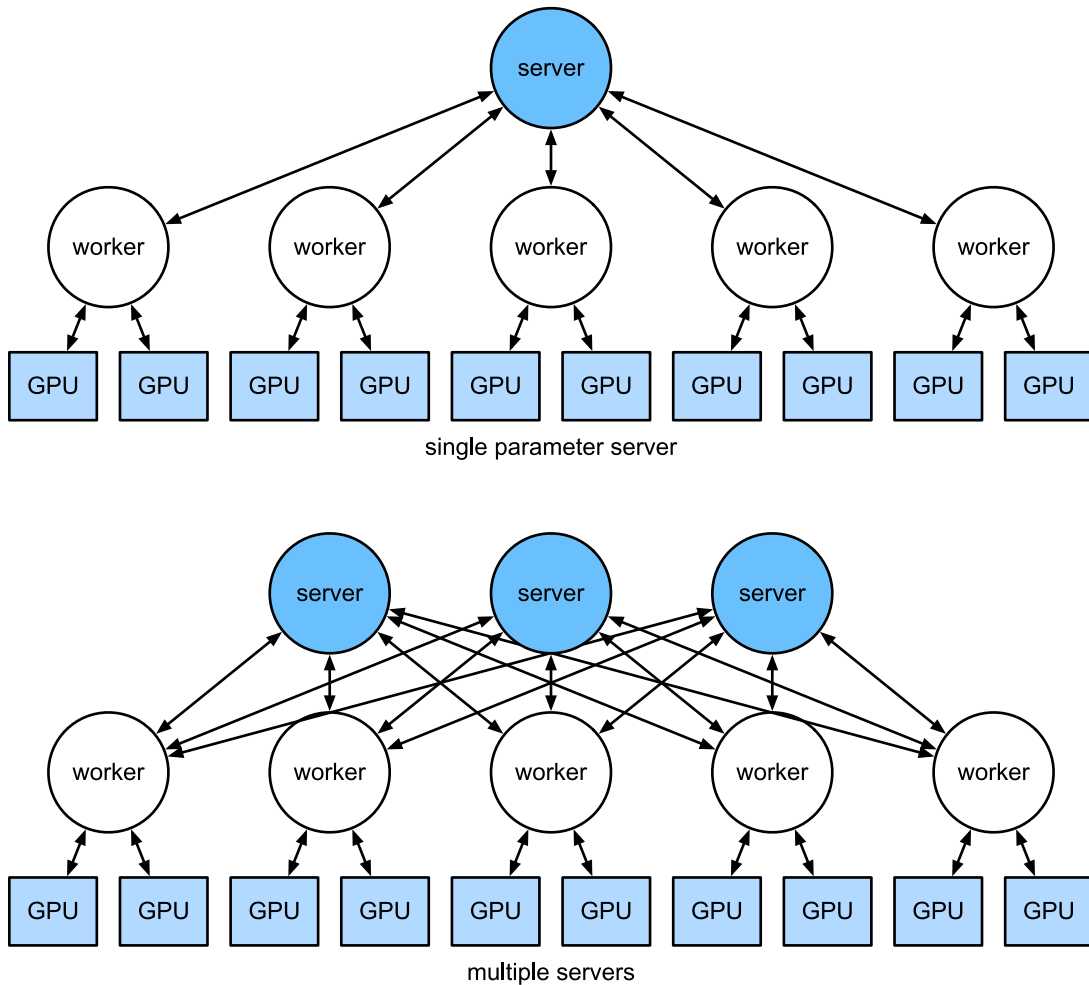 server
worker worker worker worker worker
GPU GPU GPU GPU GPU GPU GPU GPU GPU GPU
single parameter server
server server server
worker worker worker worker worker
GPU GPU GPU GPU GPU GPU GPU GPU GPU GPU
multiple servers